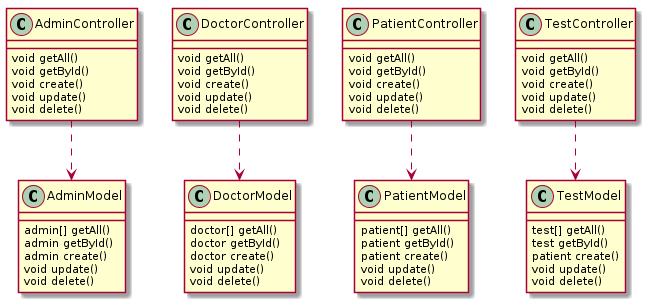 C AdminController
void getAll()
void getById()
void create()
void update()
void delete()
C DoctorController
void getAll()
void getById()
void create()
void update()
void delete()
C PatientController
void getAll()
void getById()
void create()
void update()
void delete()
C TestController
void getAll()
void getById()
void create()
void update()
void delete()
C AdminModel
admin[] getAll()
admin getById()
admin create()
void update()
void delete()
C DoctorModel
doctor[] getAll()
doctor getById()
doctor create()
void update()
void delete()
C PatientModel
patient[] getAll()
patient getById()
patient create()
void update()
void delete()
C TestModel
test[] getAll()
test getById()
patient create()
void update()
void delete()